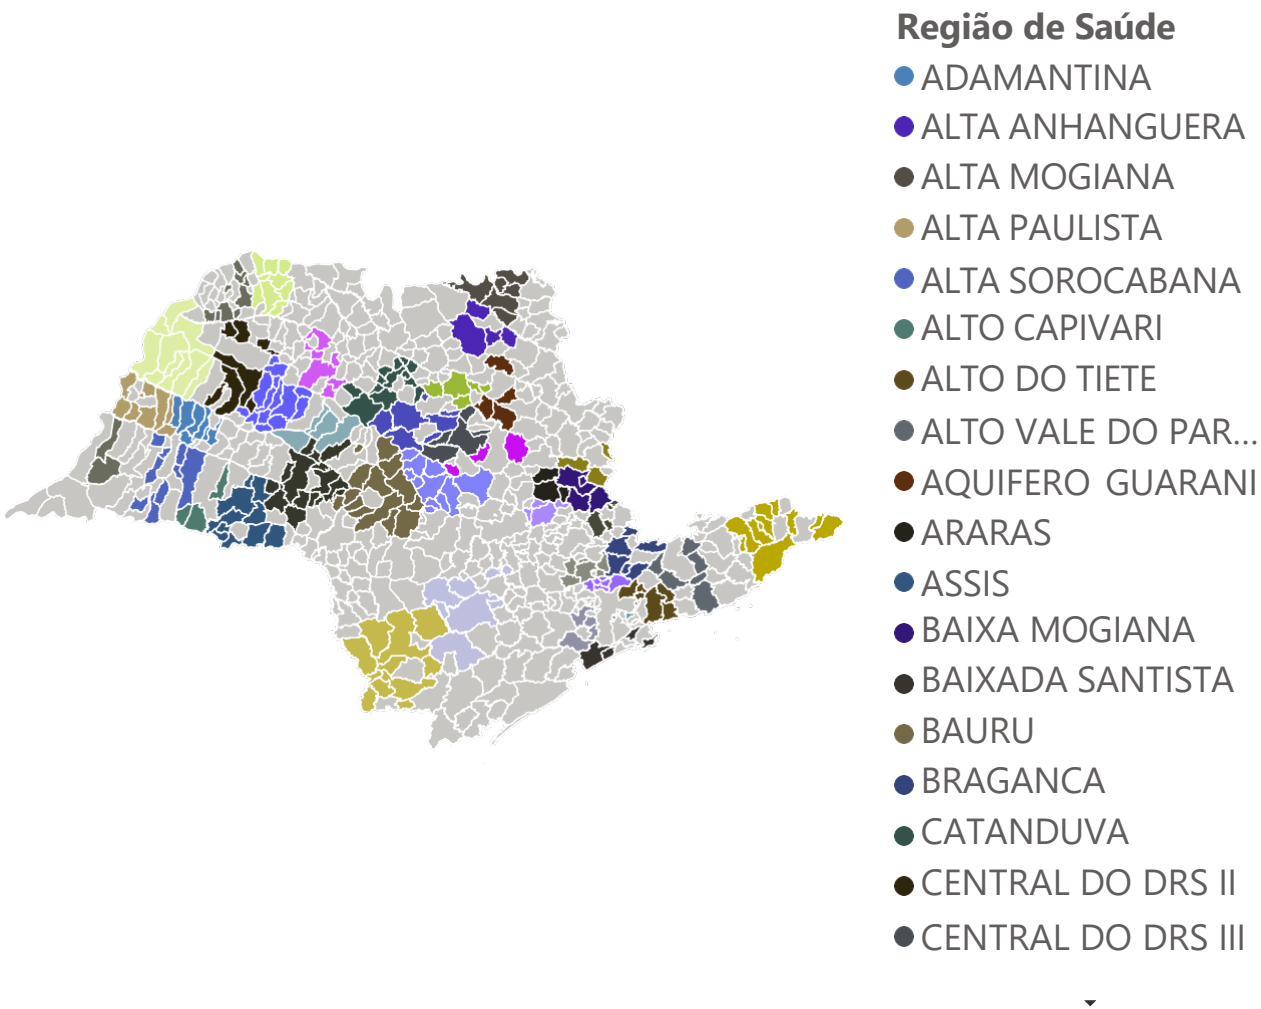 Região de Saúde
ADAMANTINA
ALTA ANHANGUERA
ALTA MOGIANA
ALTA PAULISTA
ALTA SOROCABANA
ALTO CAPIVARI
ALTO DO TIETE
ALTO VALE DO PAR...
AQUIFERO GUARANI
ARARAS
ASSIS
BAIXA MOGIANA
BAIXADA SANTISTA
BAURU
BRAGANCA
CATANDUVA
CENTRAL DO DRS II
CENTRAL DO DRS III